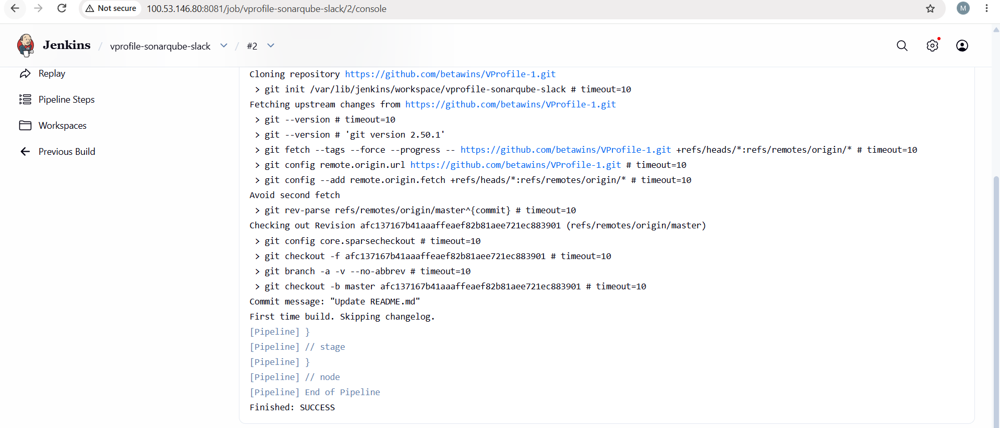 Not secure 100.53.146.80:8081/job/vprofile-sonarqube-slack/2/console M
Jenkins / vprofile-sonarqube-slack / #2
Replay
Pipeline Steps
Workspaces
Previous Build
Cloning repository https://github.com/betawins/VProfile-1.git
> git init /var/lib/jenkins/workspace/vprofile-sonarqube-slack # timeout=10
Fetching upstream changes from https://github.com/betawins/VProfile-1.git
> git --version # timeout=10
> git --version # 'git version 2.50.1'
> git fetch --tags --force --progress -- https://github.com/betawins/VProfile-1.git +refs/heads/*:refs/remotes/origin/* # timeout=10
> git config remote.origin.url https://github.com/betawins/VProfile-1.git # timeout=10
> git config --add remote.origin.fetch +refs/heads/*:refs/remotes/origin/* # timeout=10
Avoid second fetch
> git rev-parse refs/remotes/origin/master^{commit} # timeout=10
Checking out Revision afc137167b41aaaffeaef82b81aee721ec883901 (refs/remotes/origin/master)
> git config core.sparsecheckout # timeout=10
> git checkout -f afc137167b41aaaffeaef82b81aee721ec883901 # timeout=10
> git branch -a -v --no-abbrev # timeout=10
> git checkout -b master afc137167b41aaaffeaef82b81aee721ec883901 # timeout=10
Commit message: "Update README.md"
First time build. Skipping changelog.
[Pipeline] }
[Pipeline] // stage
[Pipeline] }
[Pipeline] // node
[Pipeline] End of Pipeline
Finished: SUCCESS